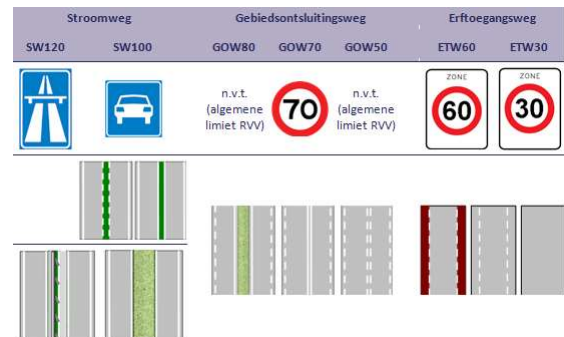 Stroomweg Gebiedsontsluitingsweg Erftoegangsweg
SW120 SW100 GOW80 GOW70 GOW50 ETW60 ETW30
n.v.t.
(algemene
limiet RVV)
70
n.v.t.
(algemene
limiet RVV)
ZONE
60
ZONE
30